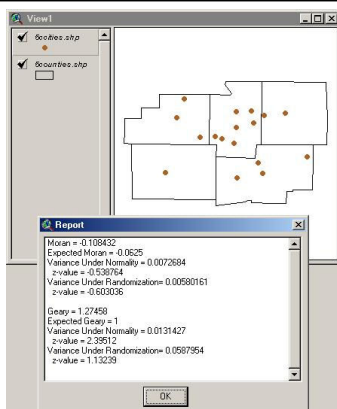 View1
6cities.shp
6counties.shp
Report
Moran = -0.108432
Expected Moran = -0.0625
Variance Under Normality = 0.0072684
z-value = -0.538764
Variance Under Randomization= 0.00580161
z-value = -0.603036
Geary = 1.27458
Expected Geary = 1
Variance Under Normality = 0.0131427
z-value = 2.39512
Variance Under Randomization= 0.0587954
z-value = 1.13239
OK